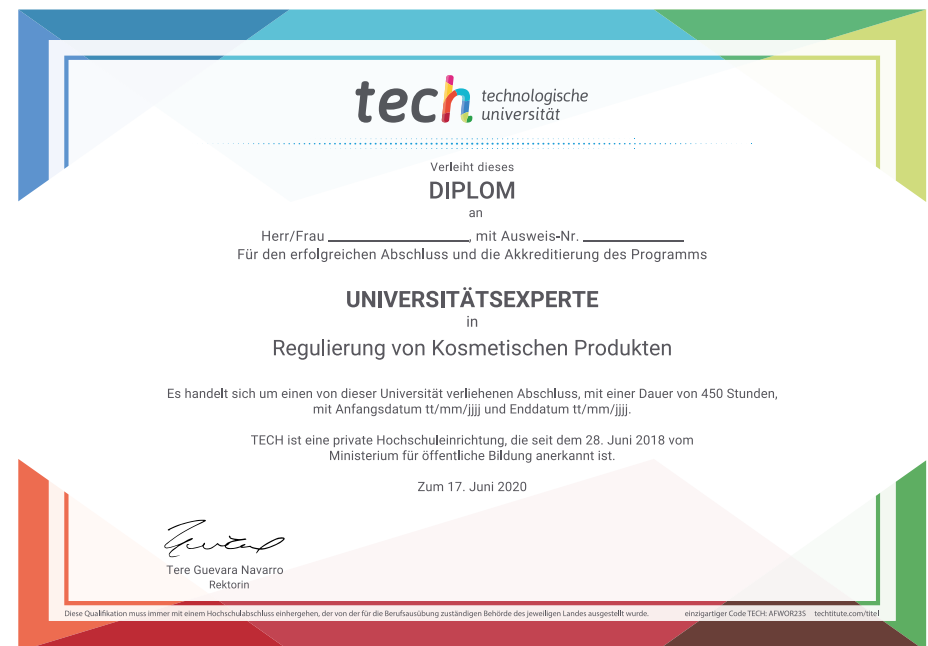 tech technologische
universität
Verleiht dieses
DIPLOM
an
Herr/Frau ____________________, mit Ausweis-Nr. ______________
Für den erfolgreichen Abschluss und die Akkreditierung des Programms
UNIVERSITÄTSEXPERTE
in
Regulierung von Kosmetischen Produkten
Es handelt sich um einen von dieser Universität verliehenen Abschluss, mit einer Dauer von 450 Stunden,
mit Anfangsdatum tt/mm/jjjj und Enddatum tt/mm/jjjj.
TECH ist eine private Hochschuleinrichtung, die seit dem 28. Juni 2018 vom
Ministerium für öffentliche Bildung anerkannt ist.
Zum 17. Juni 2020
Tere Guevara Navarro
Rektorin
Diese Qualifikation muss immer mit einem Hochschulabschluss einhergehen, der von der für die Berufsausübung zuständigen Behörde des jeweiligen Landes ausgestellt wurde. einzigartiger Code TECH: AFWOR23S techtitute.com/titel